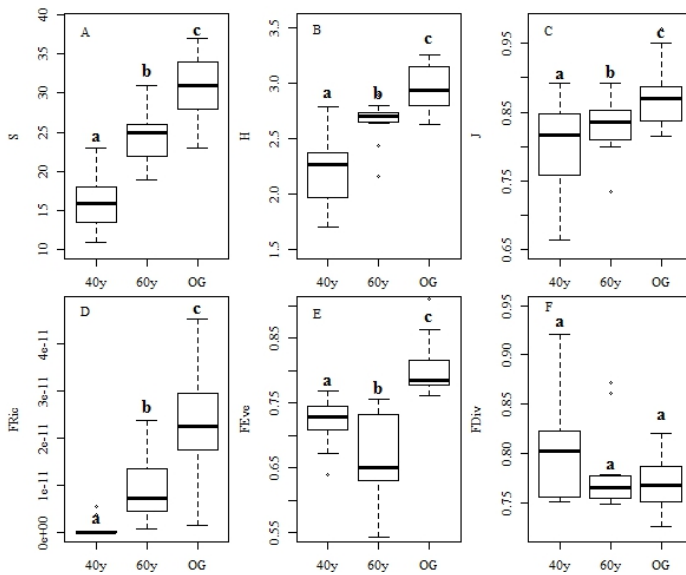 A
a
b
c
S
10 15 20 25 30 35 40
40y 60y OG
B
a
b
c
H
1.5 2.0 2.5 3.0 3.5
40y 60y OG
C
a
b
c
J
0.65 0.75 0.85 0.95
40y 60y OG
D
a
b
c
FRic
0e+00 1e-11 2e-11 3e-11 4e-11
40y 60y OG
E
a
b
c
FEve
0.55 0.65 0.75 0.85
40y 60y OG
F
a
a
a
FDiv
0.75 0.80 0.85 0.90 0.95
40y 60y OG